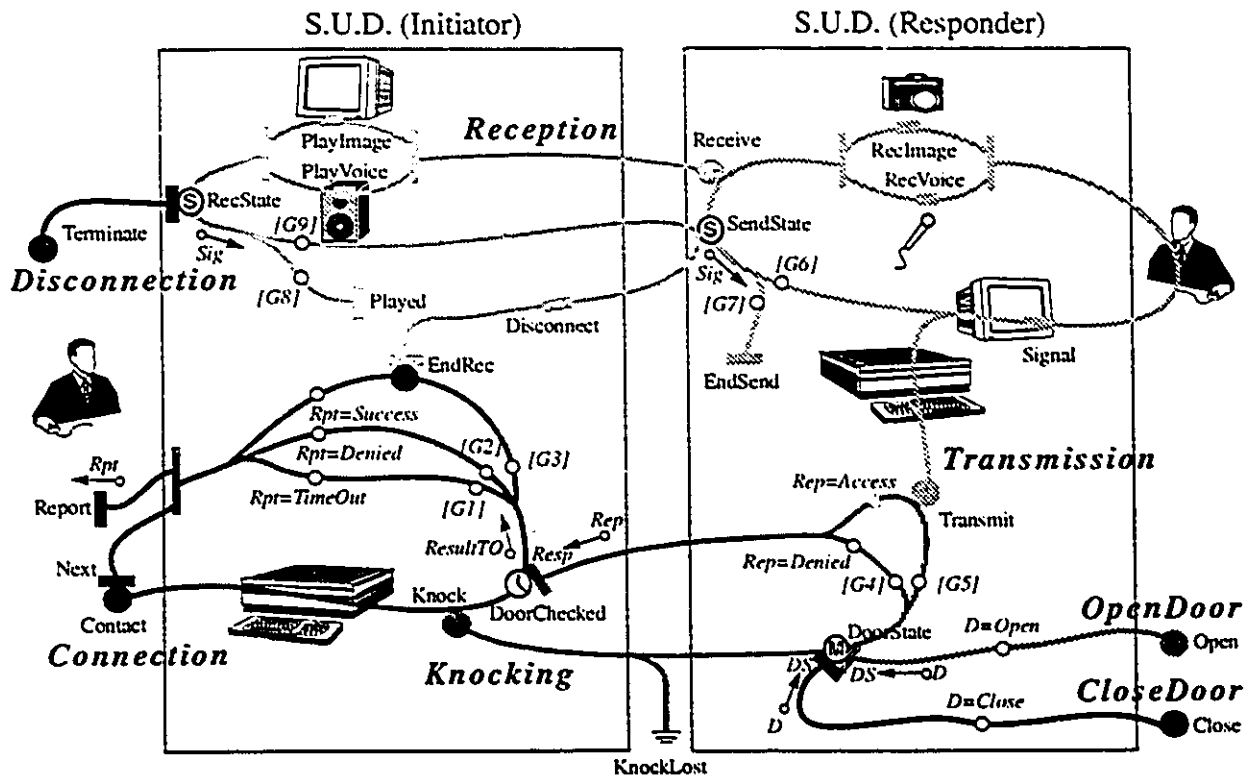 S.U.D. (Initiator)
S.U.D. (Responder)
Reception
PlayImage
PlayVoice
Receive
RecImage
RecVoice
RecState
SendState
Terminate
Sig
[G9]
Disconnection
[G8]
Played
Sig
[G6]
[G7]
Disconnect
Signal
EndRec
EndSend
Rpt=Success
[G2]
[G3]
Rpt=Denied
Rpt
Rpt=TimeOut
[G1]
Report
Transmission
Rep=Access
Transmit
Rep
ResultTO
Resp
Rep=Denied
[G4]
[G5]
Next
Knock
DoorChecked
Contact
Connection
Knocking
OpenDoor
DoorState
M
D=Open
Open
DS
DS
D
CloseDoor
D=Close
D
Close
KnockLost
S
S